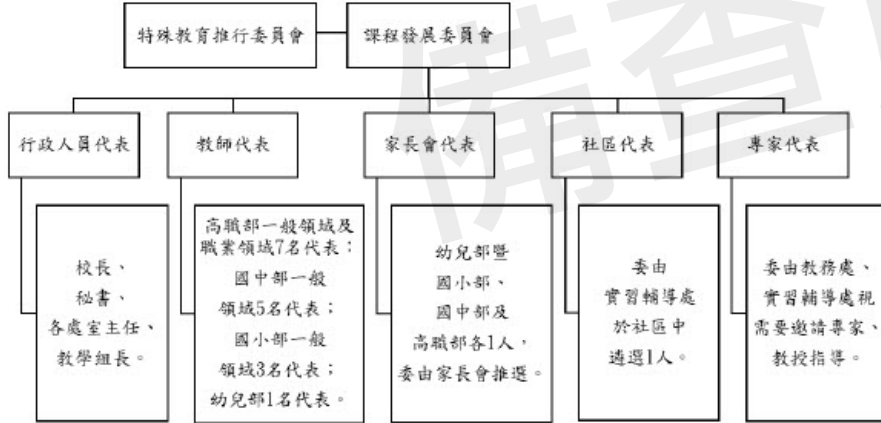 特殊教育推行委員會
課程發展委員會
行政人員代表
教師代表
家長會代表
社區代表
專家代表
校長、
秘書、
各處室主任、
教學組長。
高職部一般領域及
職業領域7名代表；
國中部一般
領域5名代表；
國小部一般
領域3名代表；
幼兒部1名代表。
幼兒部暨
國小部、
國中部及
高職部各1人，
委由家長會推選。
委由
實習輔導處
於社區中
遴選1人。
委由教務處、
實習輔導處視
需要邀請專家、
教授指導。
備查